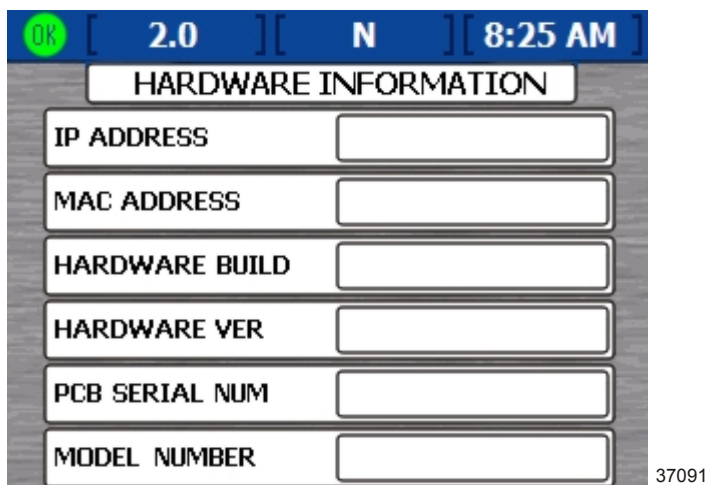 OK [ 2.0 ][ N ][ 8:25 AM ]
HARDWARE INFORMATION
IP ADDRESS
MAC ADDRESS
HARDWARE BUILD
HARDWARE VER
PCB SERIAL NUM
MODEL NUMBER
37091